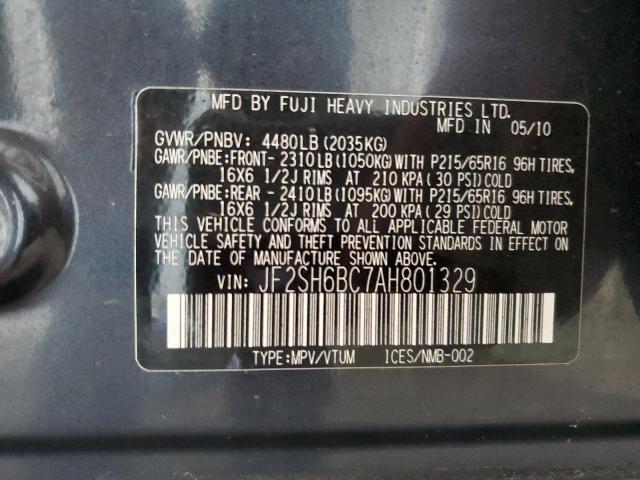 MFD BY FUJI HEAVY INDUSTRIES LTD.
MFD IN 05/10
GVWR/PNBV: 4480LB(2035KG)
GAWR/PNBE:FRONT- 2310LB(1050KG)WITH P215/65R16 96H TIRES,
16X6 1/2J RIMS AT 210 KPA( 30 PSI)COLD
GAWR/PNBE:REAR - 2410LB(1095KG)WITH P215/65R16 96H TIRES,
16X6 1/2J RIMS AT 200 KPA( 29 PSI)COLD
THIS VEHICLE CONFORMS TO ALL APPLICABLE FEDERAL MOTOR
VEHICLE SAFETY AND THEFT PREVENTION STANDARDS IN EFFECT ON
THE DATE OF MANUFACTURE SHOWN ABOVE.
VIN: JF2SH6BC7AH801329
TYPE:MPV/VTUM ICES/NMB-002